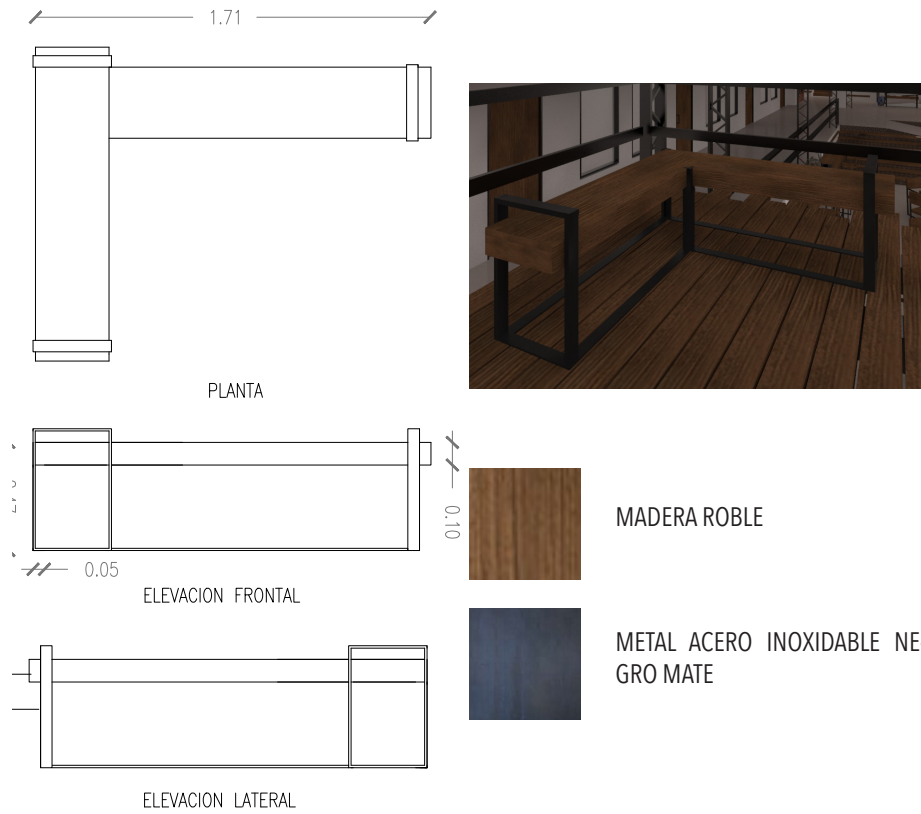 1.71
PLANTA
0.10
0.05
ELEVACION FRONTAL
MADERA ROBLE
METAL ACERO INOXIDABLE NE
GRO MATE
ELEVACION LATERAL